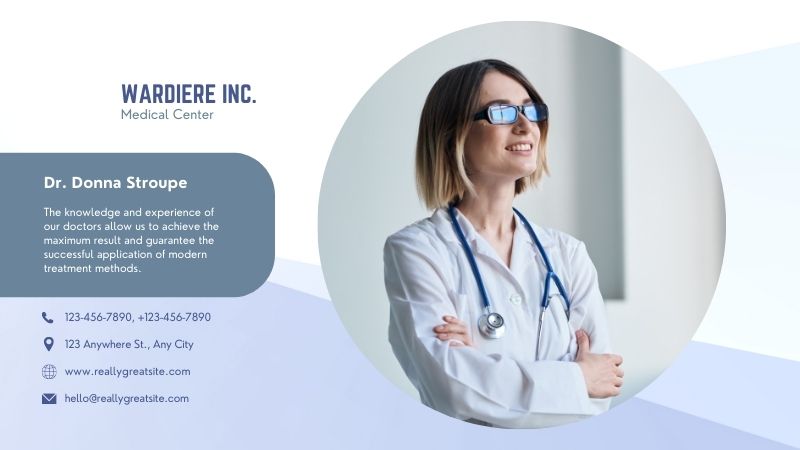 WARDIERE INC.
Medical Center
Dr. Donna Stroupe
The knowledge and experience of
our doctors allow us to achieve the
maximum result and guarantee the
successful application of modern
treatment methods.
123-456-7890, +123-456-7890
123 Anywhere St., Any City
www.reallygreatsite.com
hello@reallygreatsite.com